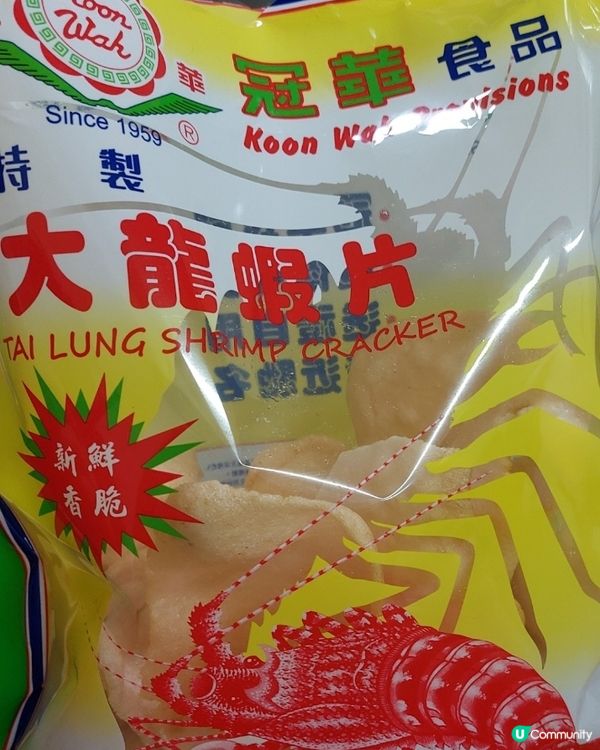 Koon
Wah
華
Since 1959
®
冠華食品
Koon Wah Provisions
特製
大龍蝦片
TAI LUNG SHRIMP CRACKER
新鮮
香脆
U Community